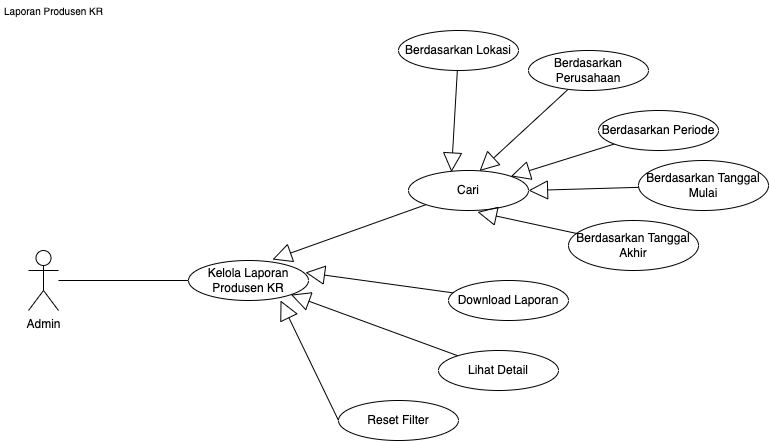 Laporan Produsen KR
Berdasarkan Lokasi
Berdasarkan
Perusahaan
Berdasarkan Periode
Berdasarkan Tanggal
Mulai
Cari
Berdasarkan Tanggal
Akhir
Kelola Laporan
Produsen KR
Download Laporan
Admin
Lihat Detail
Reset Filter